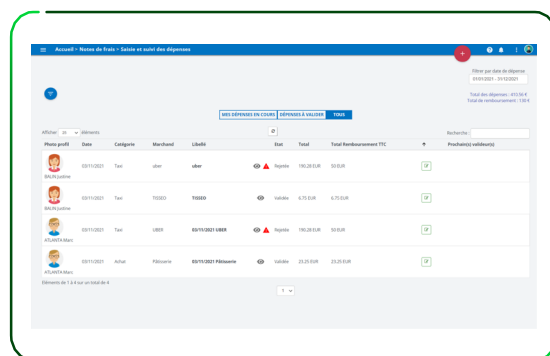 Accueil > Notes de frais > Saisie et suivi des dépenses
Filtrer par date de dépense
01/01/2021 - 31/12/2021
Total des dépenses : 410.56 €
Total de remboursement : 130 €
MES DÉPENSES EN COURS DÉPENSES À VALIDER TOUS
Afficher éléments Recherche :
Photo profil Date Catégorie Marchand Libellé Etat Total Total Remboursement TTC Prochain(s) valideur(s)
03/11/2021 Taxi uber uber Rejetée 190,28 EUR 50 EUR
BALIN Justine
03/11/2021 Taxi TISSEO TISSEO Validée 6,75 EUR 6,75 EUR
BALIN Justine
03/11/2021 Taxi UBER 03/11/2021 UBER Rejetée 190,28 EUR 50 EUR
ATLANTA Marc
03/11/2021 Achat Pâtisserie 03/11/2021 Pâtisserie Validée 23,25 EUR 23,25 EUR
ATLANTA Marc
Éléments de 1 à 4 sur un total de 4
1